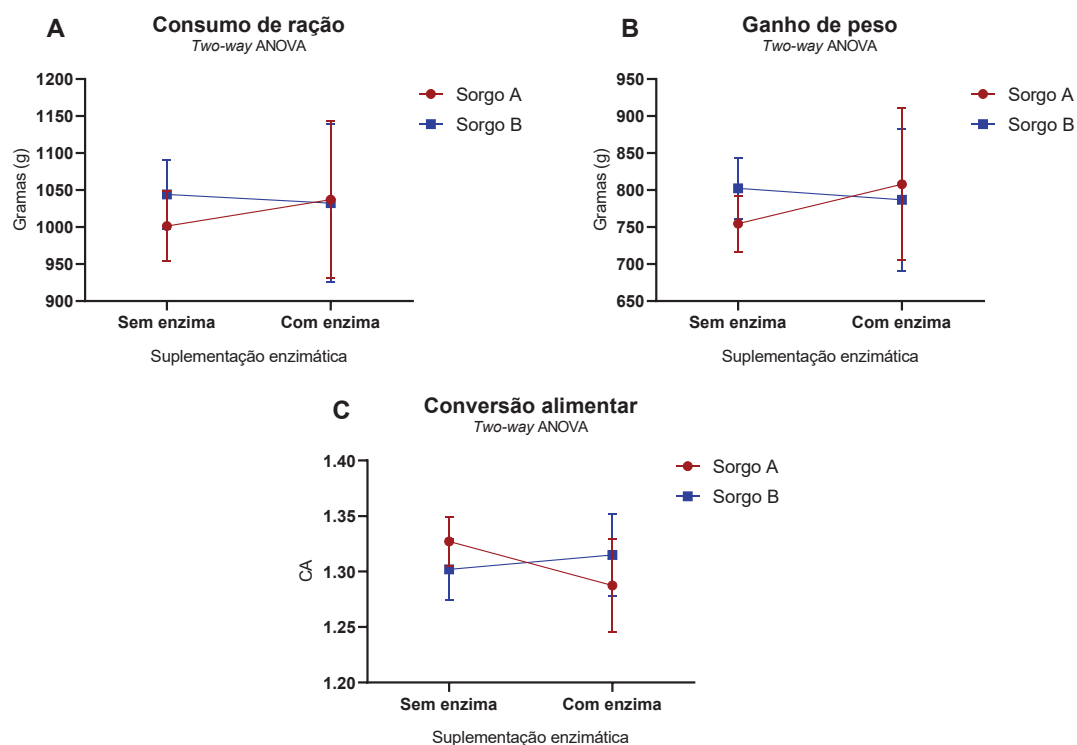 A
Consumo de ração
Two-way ANOVA
1200
1150
1100
1050
1000
950
900
Gramas (g)
Sem enzima
Com enzima
Suplementação enzimática
Sorgo A
Sorgo B
B
Ganho de peso
Two-way ANOVA
950
900
850
800
750
700
650
Gramas (g)
Sem enzima
Com enzima
Suplementação enzimática
Sorgo A
Sorgo B
C
Conversão alimentar
Two-way ANOVA
1.40
1.35
1.30
1.25
1.20
CA
Sem enzima
Com enzima
Suplementação enzimática
Sorgo A
Sorgo B